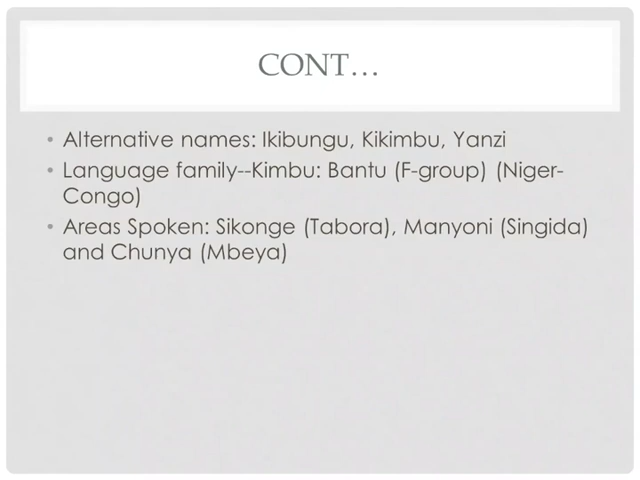 CONT…
• Alternative names: Ikibungu, Kikimbu, Yanzi
• Language family--Kimbu: Bantu (F-group) (Niger-
Congo)
• Areas Spoken: Sikonge (Tabora), Manyoni (Singida)
and Chunya (Mbeya)